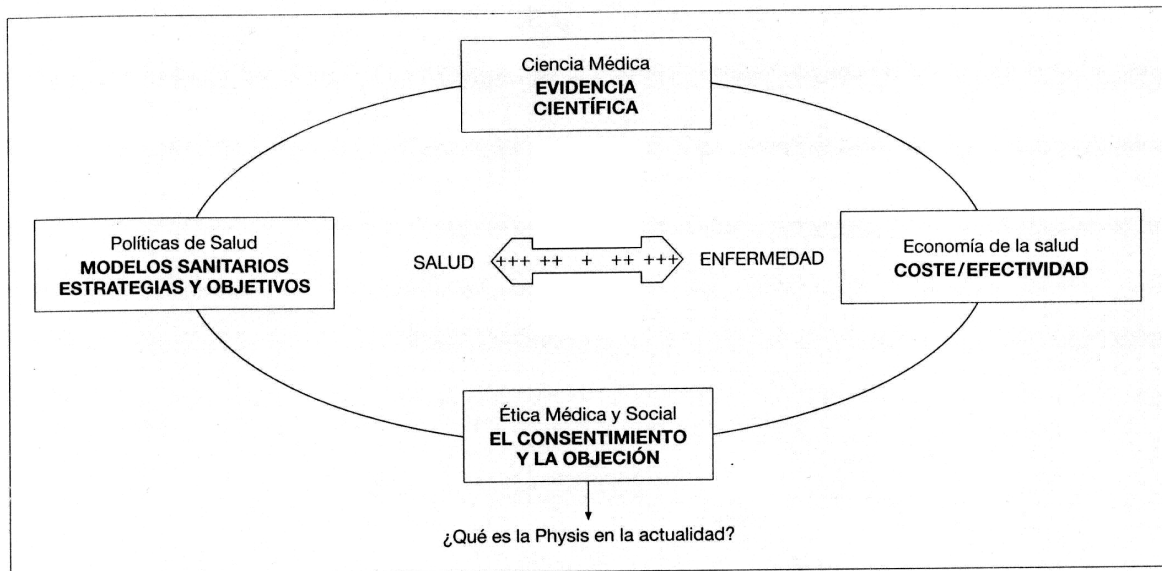 Ciencia Médica
EVIDENCIA
CIENTÍFICA
Políticas de Salud
MODELOS SANITARIOS
ESTRATEGIAS Y OBJETIVOS
SALUD
+++ ++ + ++ +++
ENFERMEDAD
Economía de la salud
COSTE/EFECTIVIDAD
Ética Médica y Social
EL CONSENTIMIENTO
Y LA OBJECIÓN
¿Qué es la Physis en la actualidad?